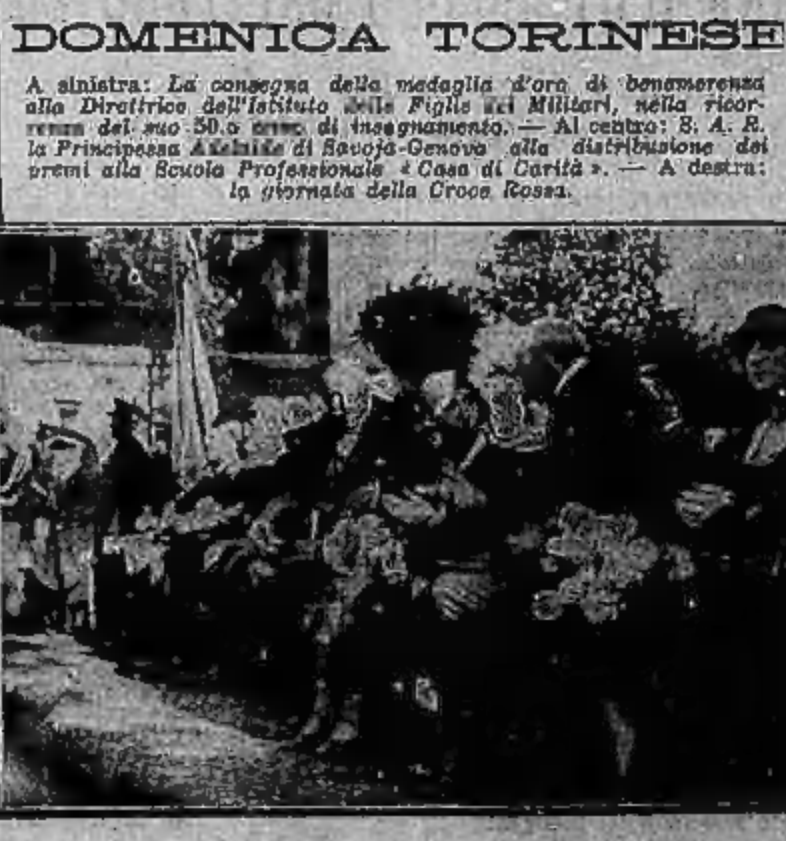 DOMENICA TORINESE
A sinistra: La consegna della medaglia d'oro di benemerenza
alla Direttrice dell'Istituto delle Figlie dei Militari, nella ricor-
del suo 50.o di insegnamento. — Al centro: S. A. R.
la Principessa di Savoja-Genova alla distribuzione dei
premi alla Scuola Professionale « Casa di Carità ». — A destra:
la giornata della Croce Rossa.